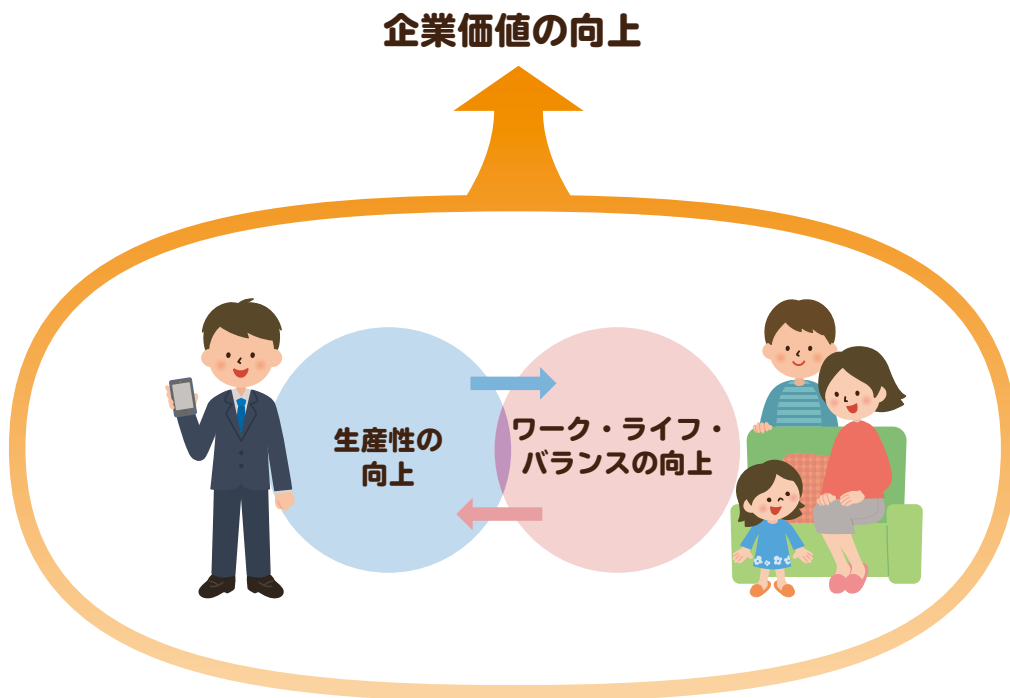 企業価値の向上
生産性の
向上
ワーク・ライフ・
バランスの向上